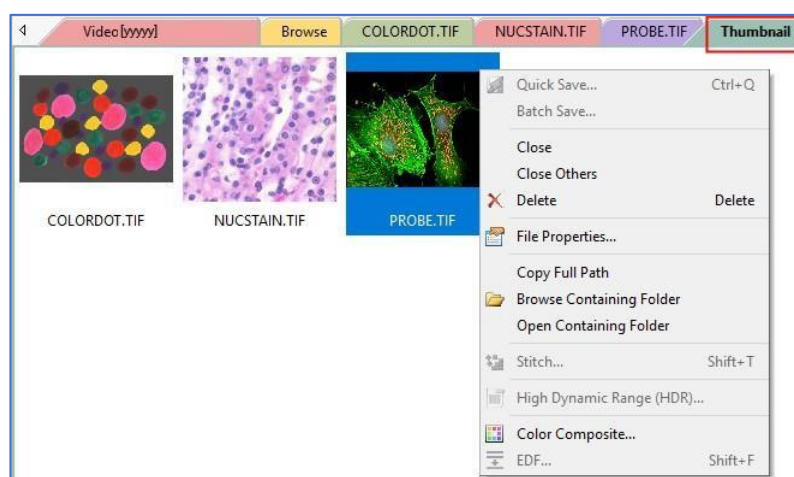 Video [yyyy]
Browse
COLORDOT.TIF
NUCSTAIN.TIF
PROBE.TIF
Thumbnail
COLORDOT.TIF
NUCSTAIN.TIF
PROBE.TIF
Quick Save... Ctrl+Q
Batch Save...
Close
Close Others
Delete Delete
File Properties...
Copy Full Path
Browse Containing Folder
Open Containing Folder
Stitch... Shift+T
High Dynamic Range (HDR)...
Color Composite...
EDF... Shift+F